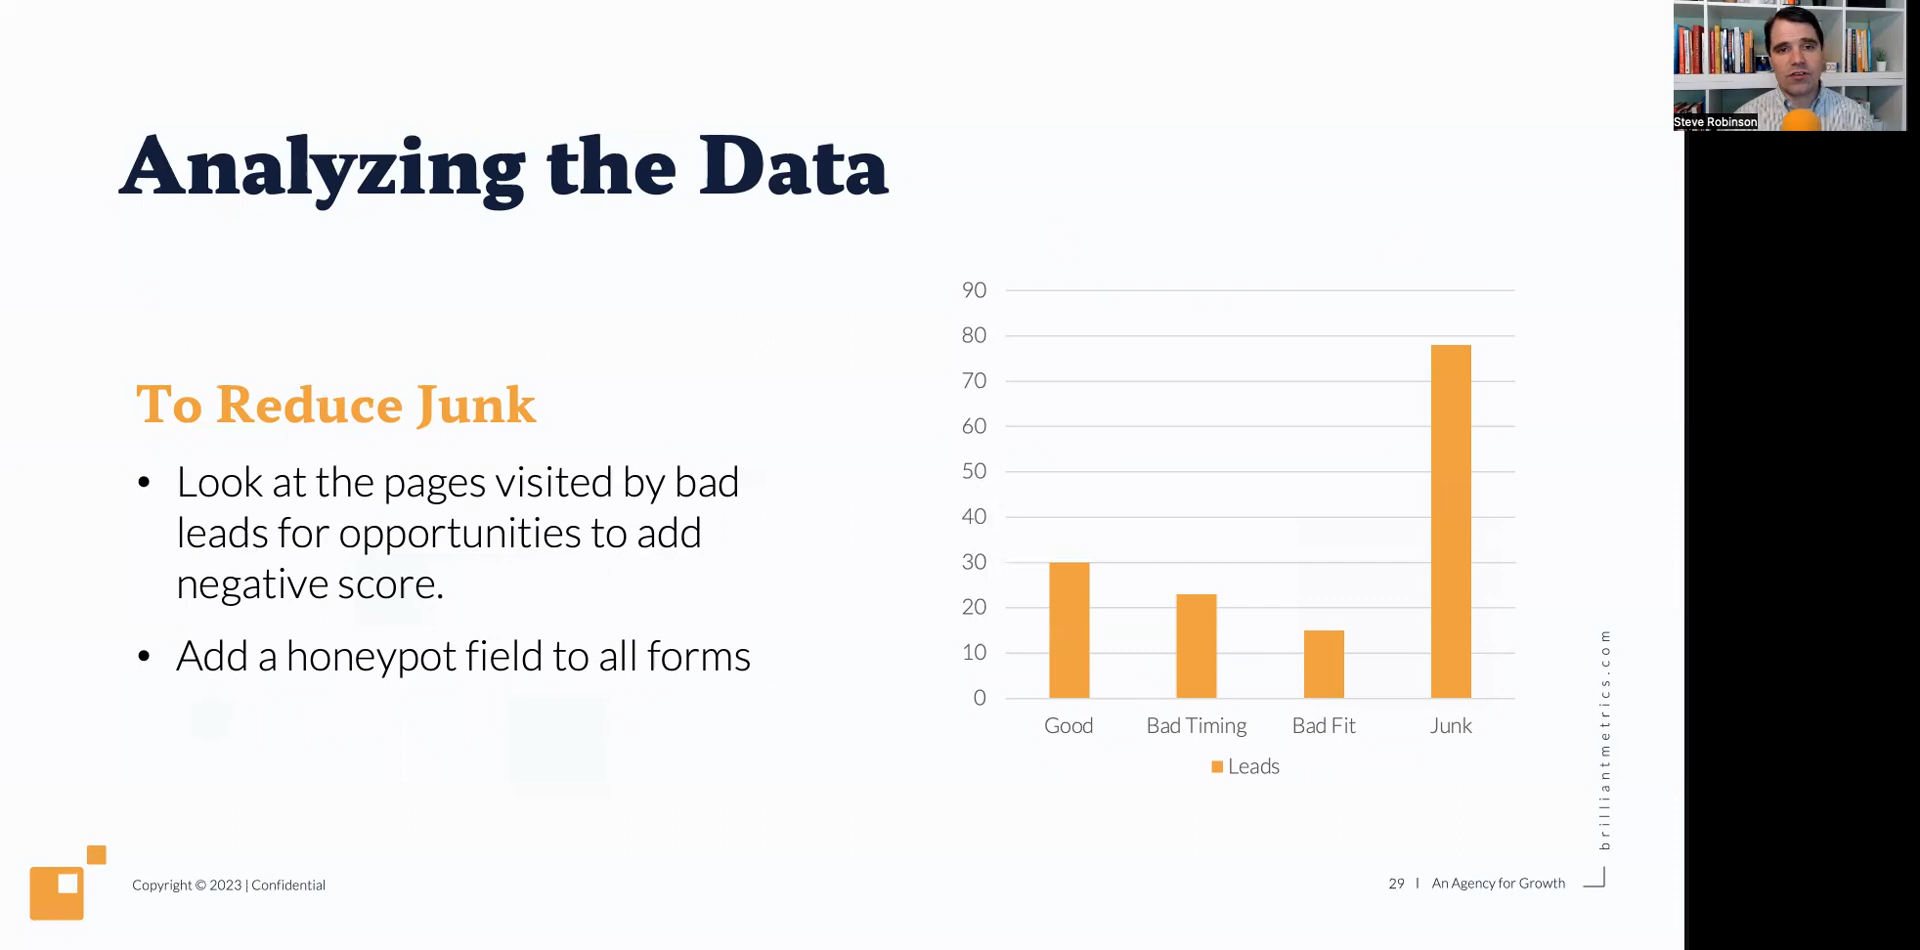 Steve Robinson
Analyzing the Data
To Reduce Junk
• Look at the pages visited by bad
leads for opportunities to add
negative score.
• Add a honeypot field to all forms
90
80
70
60
50
40
30
20
10
0
Good
Bad Timing
Bad Fit
Junk
Leads
brilliantmetrics.com
Copyright © 2023 | Confidential
29 | An Agency for Growth